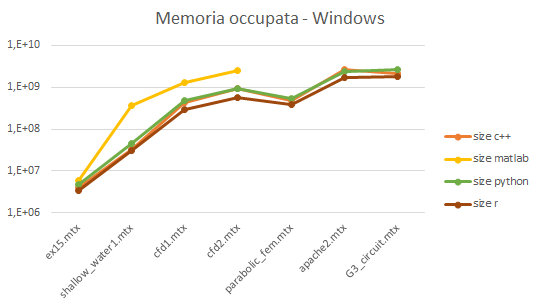 Memoria occupata - Windows
1,E+10
1,E+09
1,E+08
1,E+07
1,E+06
ex15.mtx
shallow_water1.mtx
cfd1.mtx
cfd2.mtx
parabolic_fem.mtx
apache2.mtx
G3_circuit.mtx
size c++
size matlab
size python
size r